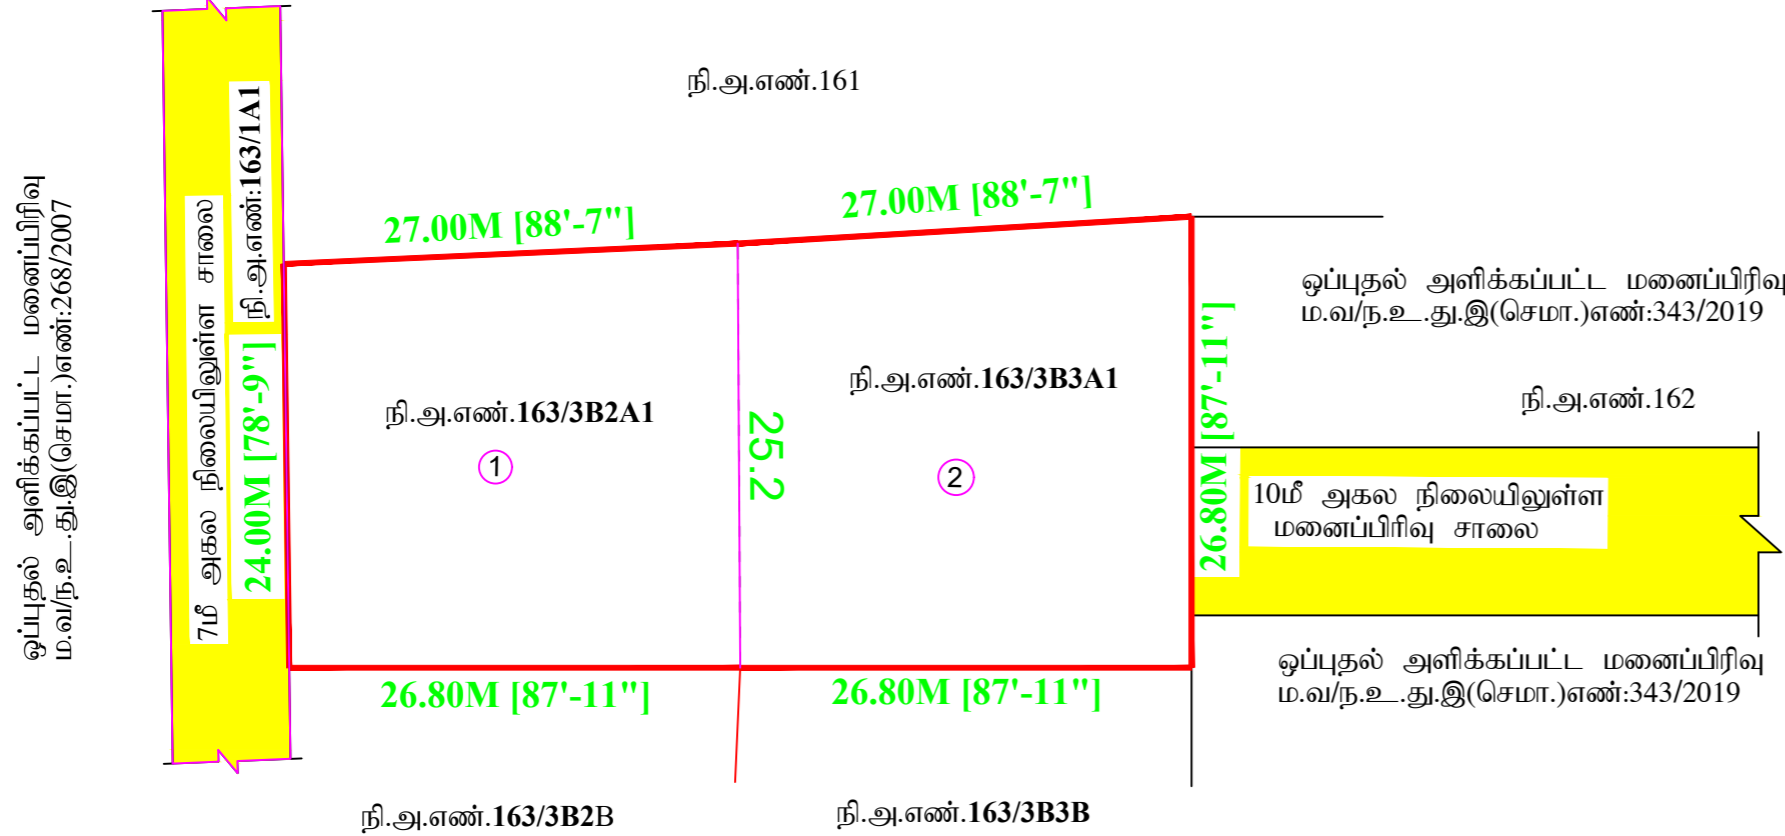 நி.அ.எண்.161
ஒப்புதல் அளிக்கப்பட்ட மனைப்பிரிவு
ம.வ/ந.உ.து.இ(செமா.)எண்:268/2007
7மீ அகல நிலையிலுள்ள சாலை
நி.அ.எண்:163/1A1
24.00M [78'-9"]
27.00M [88'-7"]
27.00M [88'-7"]
நி.அ.எண்.163/3B2A1
1
25.2
நி.அ.எண்.163/3B3A1
2
26.80M [87'-11"]
ஒப்புதல் அளிக்கப்பட்ட மனைப்பிரிவு
ம.வ/ந.உ.து.இ(செமா.)எண்:343/2019
நி.அ.எண்.162
10மீ அகல நிலையிலுள்ள
மனைப்பிரிவு சாலை
ஒப்புதல் அளிக்கப்பட்ட மனைப்பிரிவு
ம.வ/ந.உ.து.இ(செமா.)எண்:343/2019
26.80M [87'-11"]
26.80M [87'-11"]
நி.அ.எண்.163/3B2B
நி.அ.எண்.163/3B3B